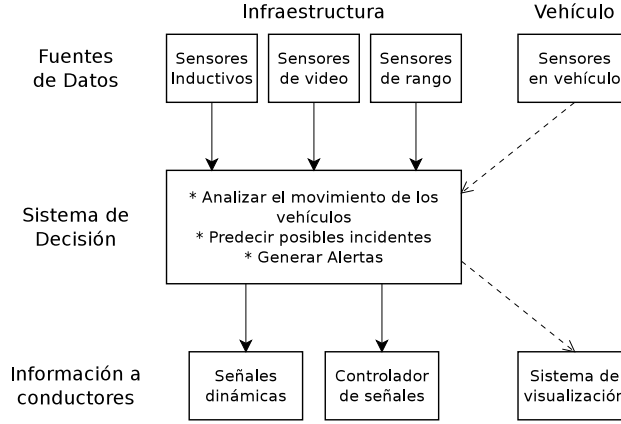 Infraestructura
Vehículo
Fuentes
de Datos
Sensores
Inductivos
Sensores
de video
Sensores
de rango
Sensores
en vehículo
Sistema de
Decisión
* Analizar el movimiento de los
vehículos
* Predecir posibles incidentes
* Generar Alertas
Información a
conductores
Señales
dinámicas
Controlador
de señales
Sistema de
visualización